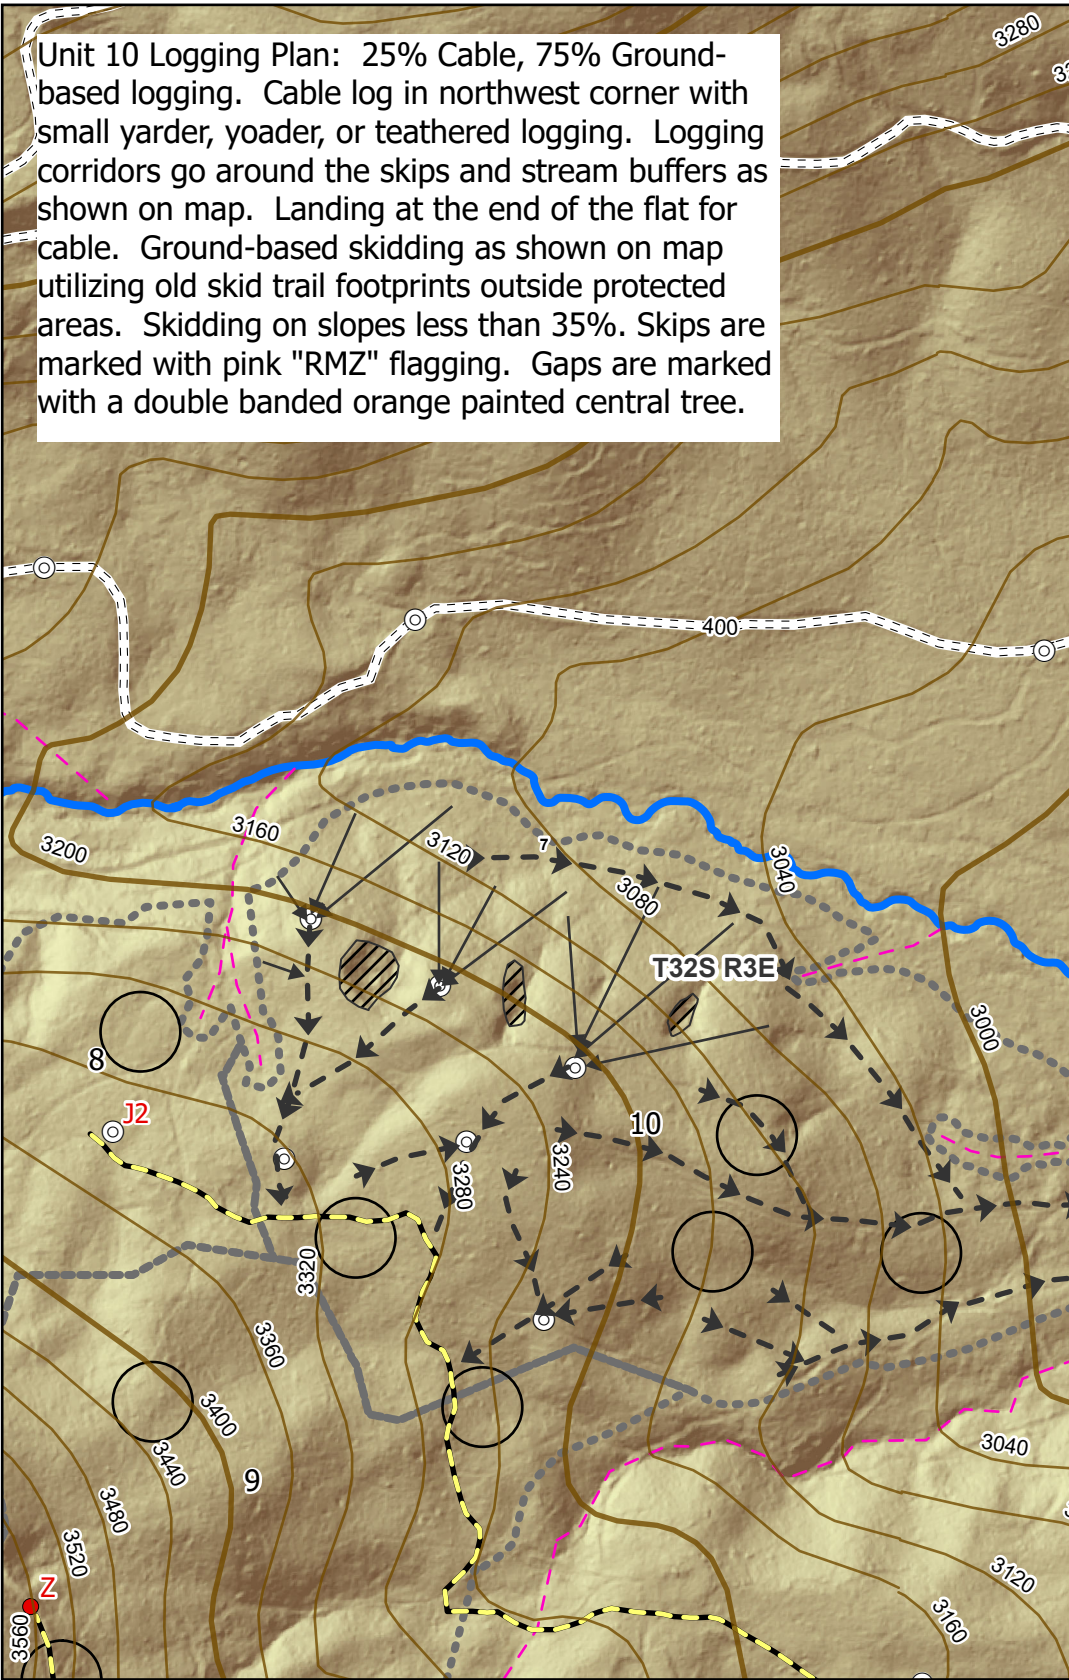 Unit 10 Logging Plan:  25% Cable, 75% Ground-
based logging.  Cable log in northwest corner with
small yarder, yoader, or teathered logging.  Logging
corridors go around the skips and stream buffers as
shown on map.  Landing at the end of the flat for
cable.  Ground-based skidding as shown on map
utilizing old skid trail footprints outside protected
areas.  Skidding on slopes less than 35%. Skips are
marked with pink "RMZ" flagging.  Gaps are marked
with a double banded orange painted central tree.
3280
400
3160
3200
3120
7
3040
3080
T32S R3E
3000
8
J2
10
3240
3280
3320
3360
3400
3440
3040
9
3480
3520
3120
Z
3560
3160